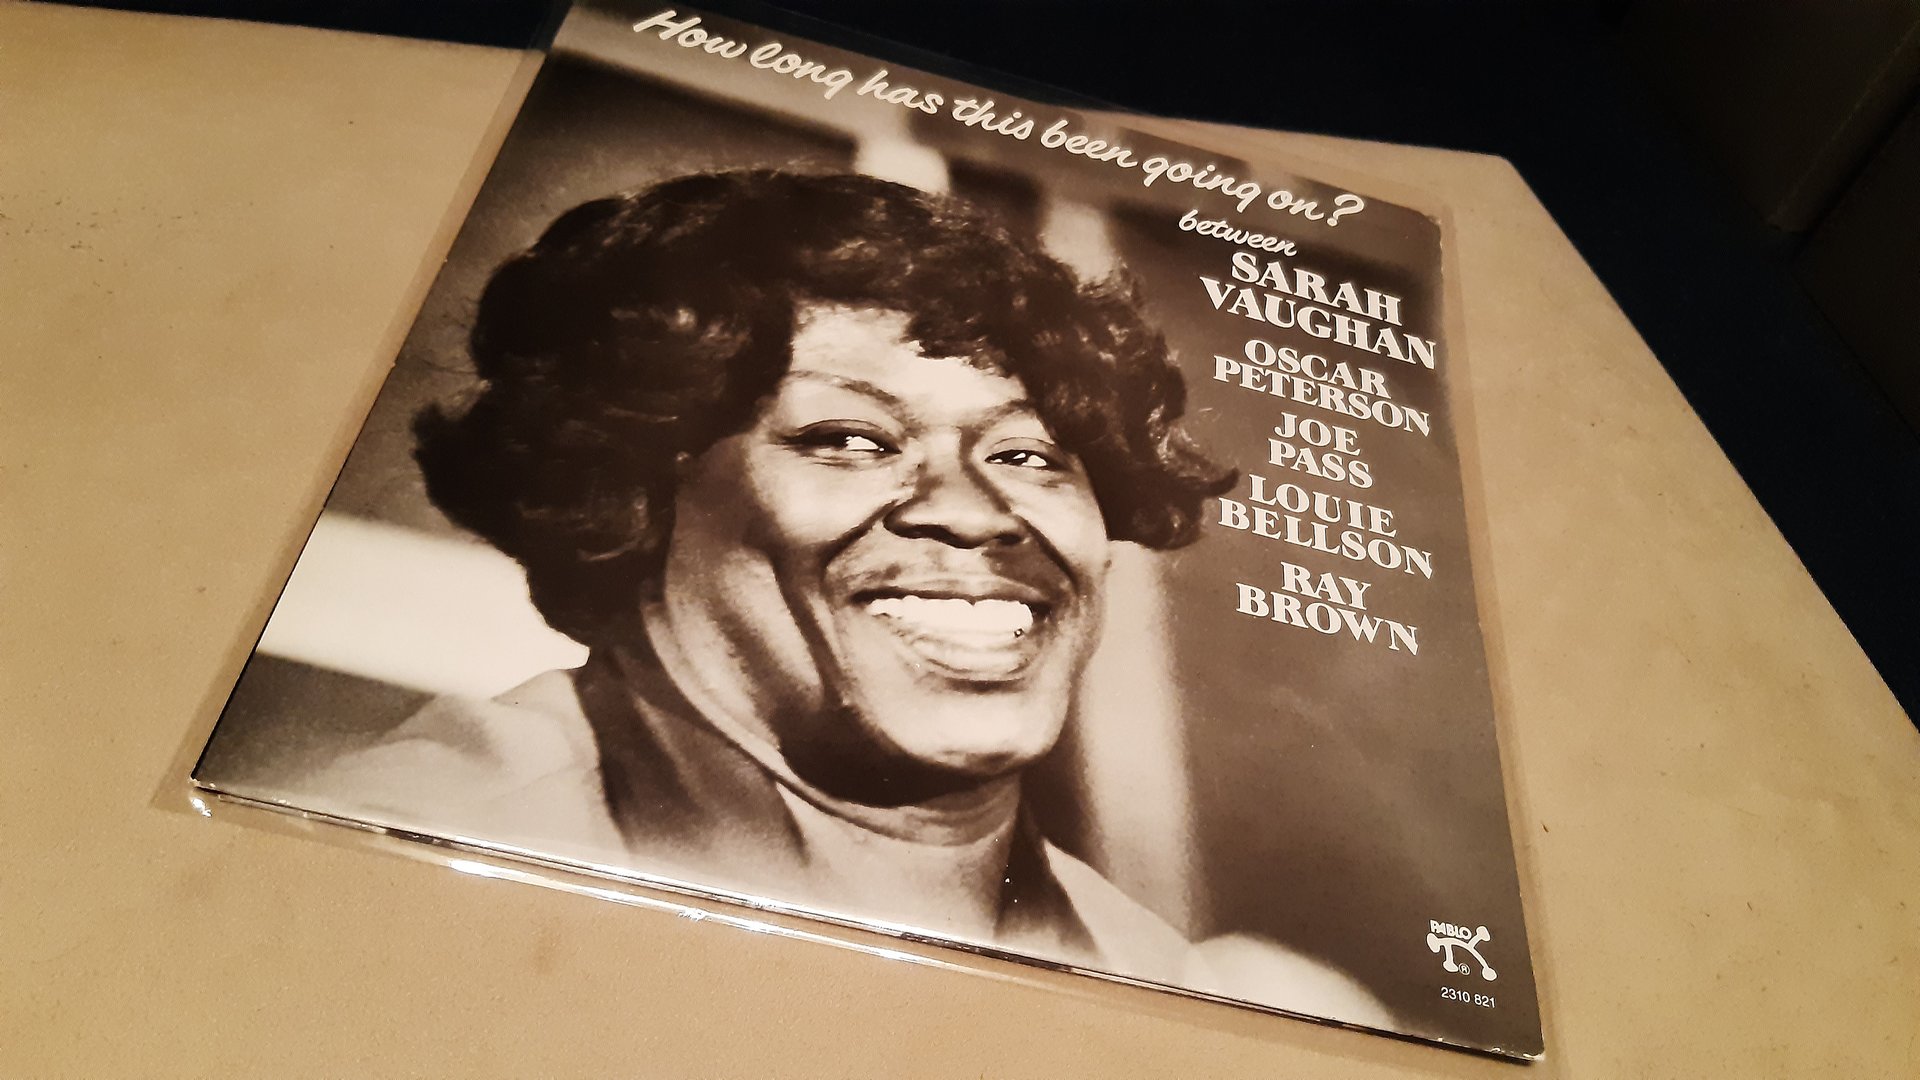 How long has this been going on?
between
SARAH
VAUGHAN
OSCAR
PETERSON
JOE
PASS
LOUIE
BELLSON
RAY
BROWN
PABLO
®
2310 821